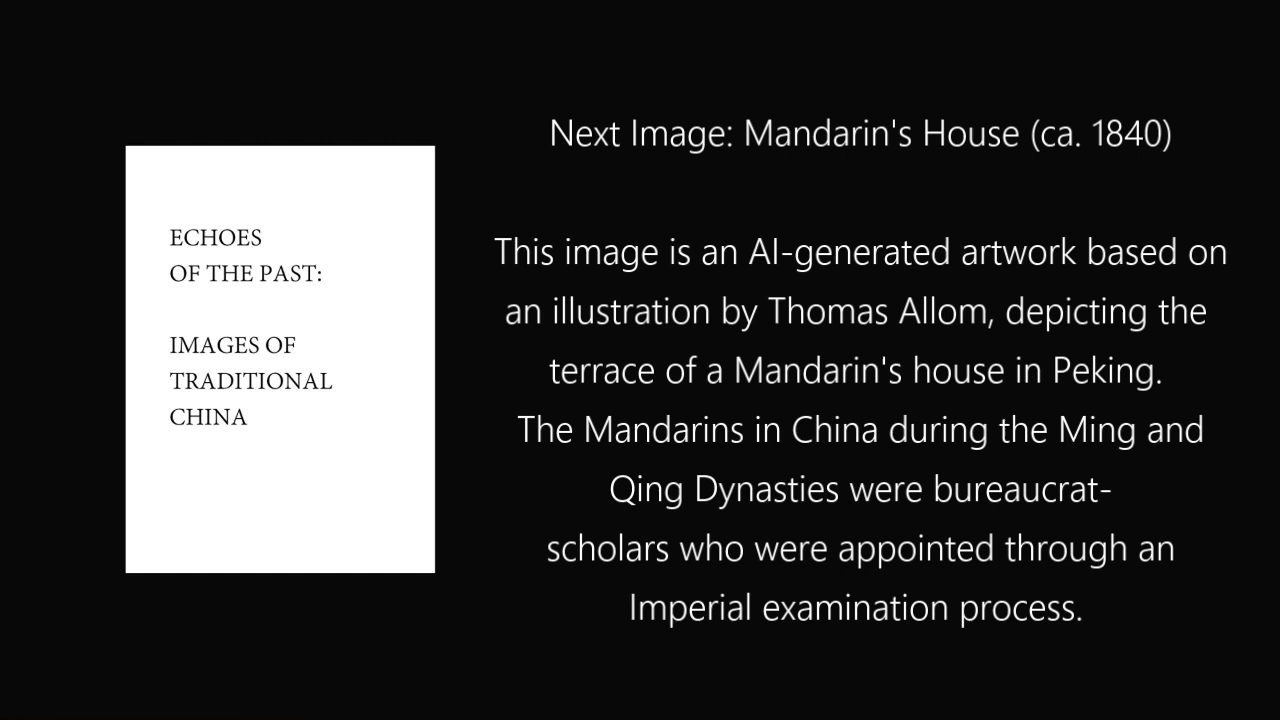 ECHOES
OF THE PAST:
IMAGES OF
TRADITIONAL
CHINA
Next Image: Mandarin's House (ca. 1840)
This image is an AI-generated artwork based on
an illustration by Thomas Allom, depicting the
terrace of a Mandarin's house in Peking.
The Mandarins in China during the Ming and
Qing Dynasties were bureaucrat-
scholars who were appointed through an
Imperial examination process.